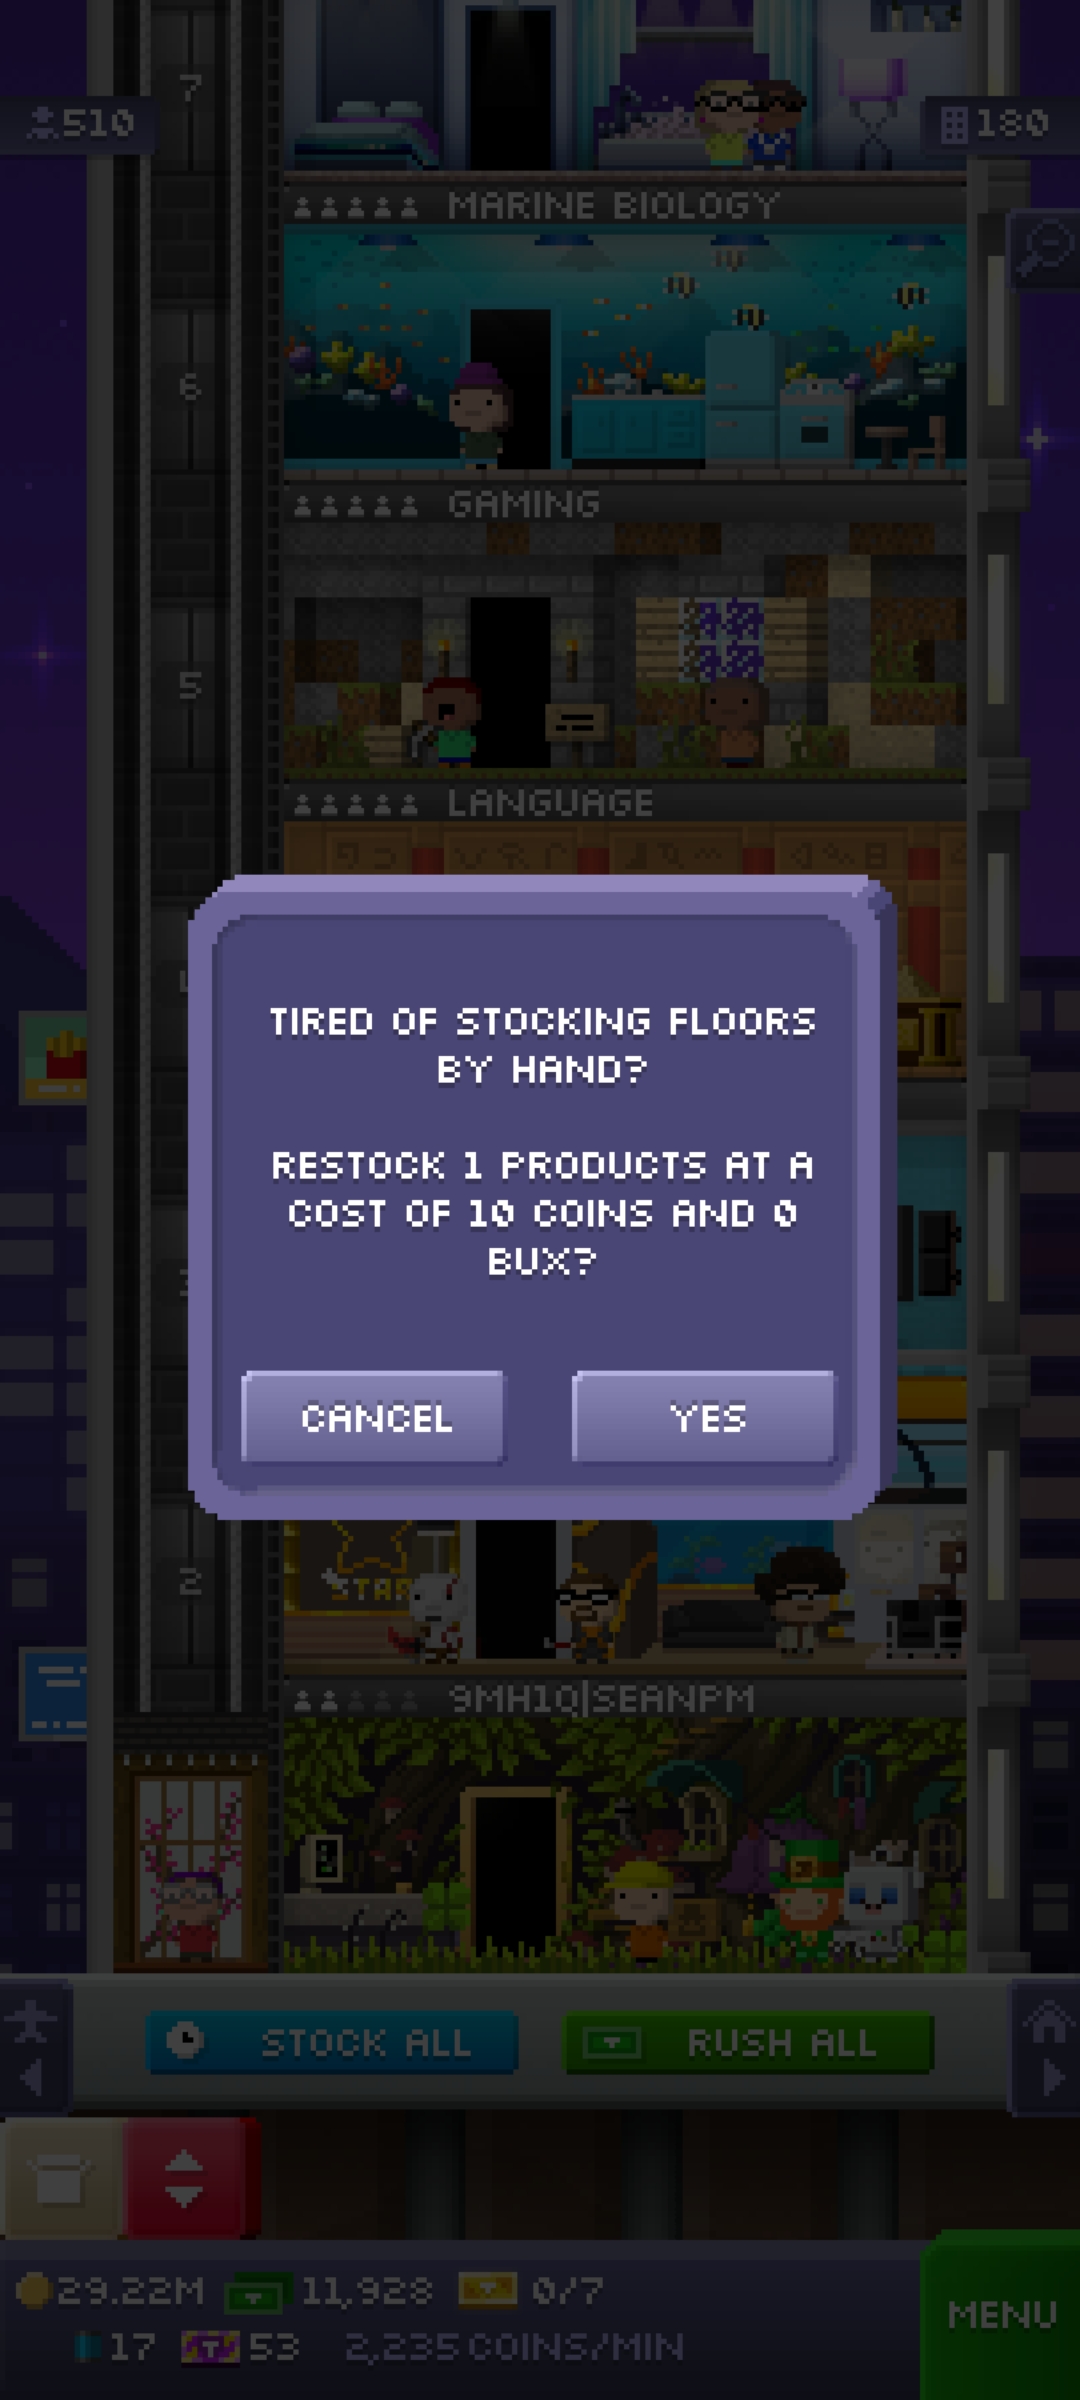 7
510
180
MARINE BIOLOGY
6
GAMING
5
LANGUAGE
TIRED OF STOCKING FLOORS
BY HAND?
RESTOCK 1 PRODUCTS AT A
COST OF 10 COINS AND 0
BUX?
CANCEL
YES
2
STAR
9MH1Q|SEANPM
STOCK ALL
RUSH ALL
29.22M
11,928
0/7
MENU
17
53
2,235 COINS/MIN